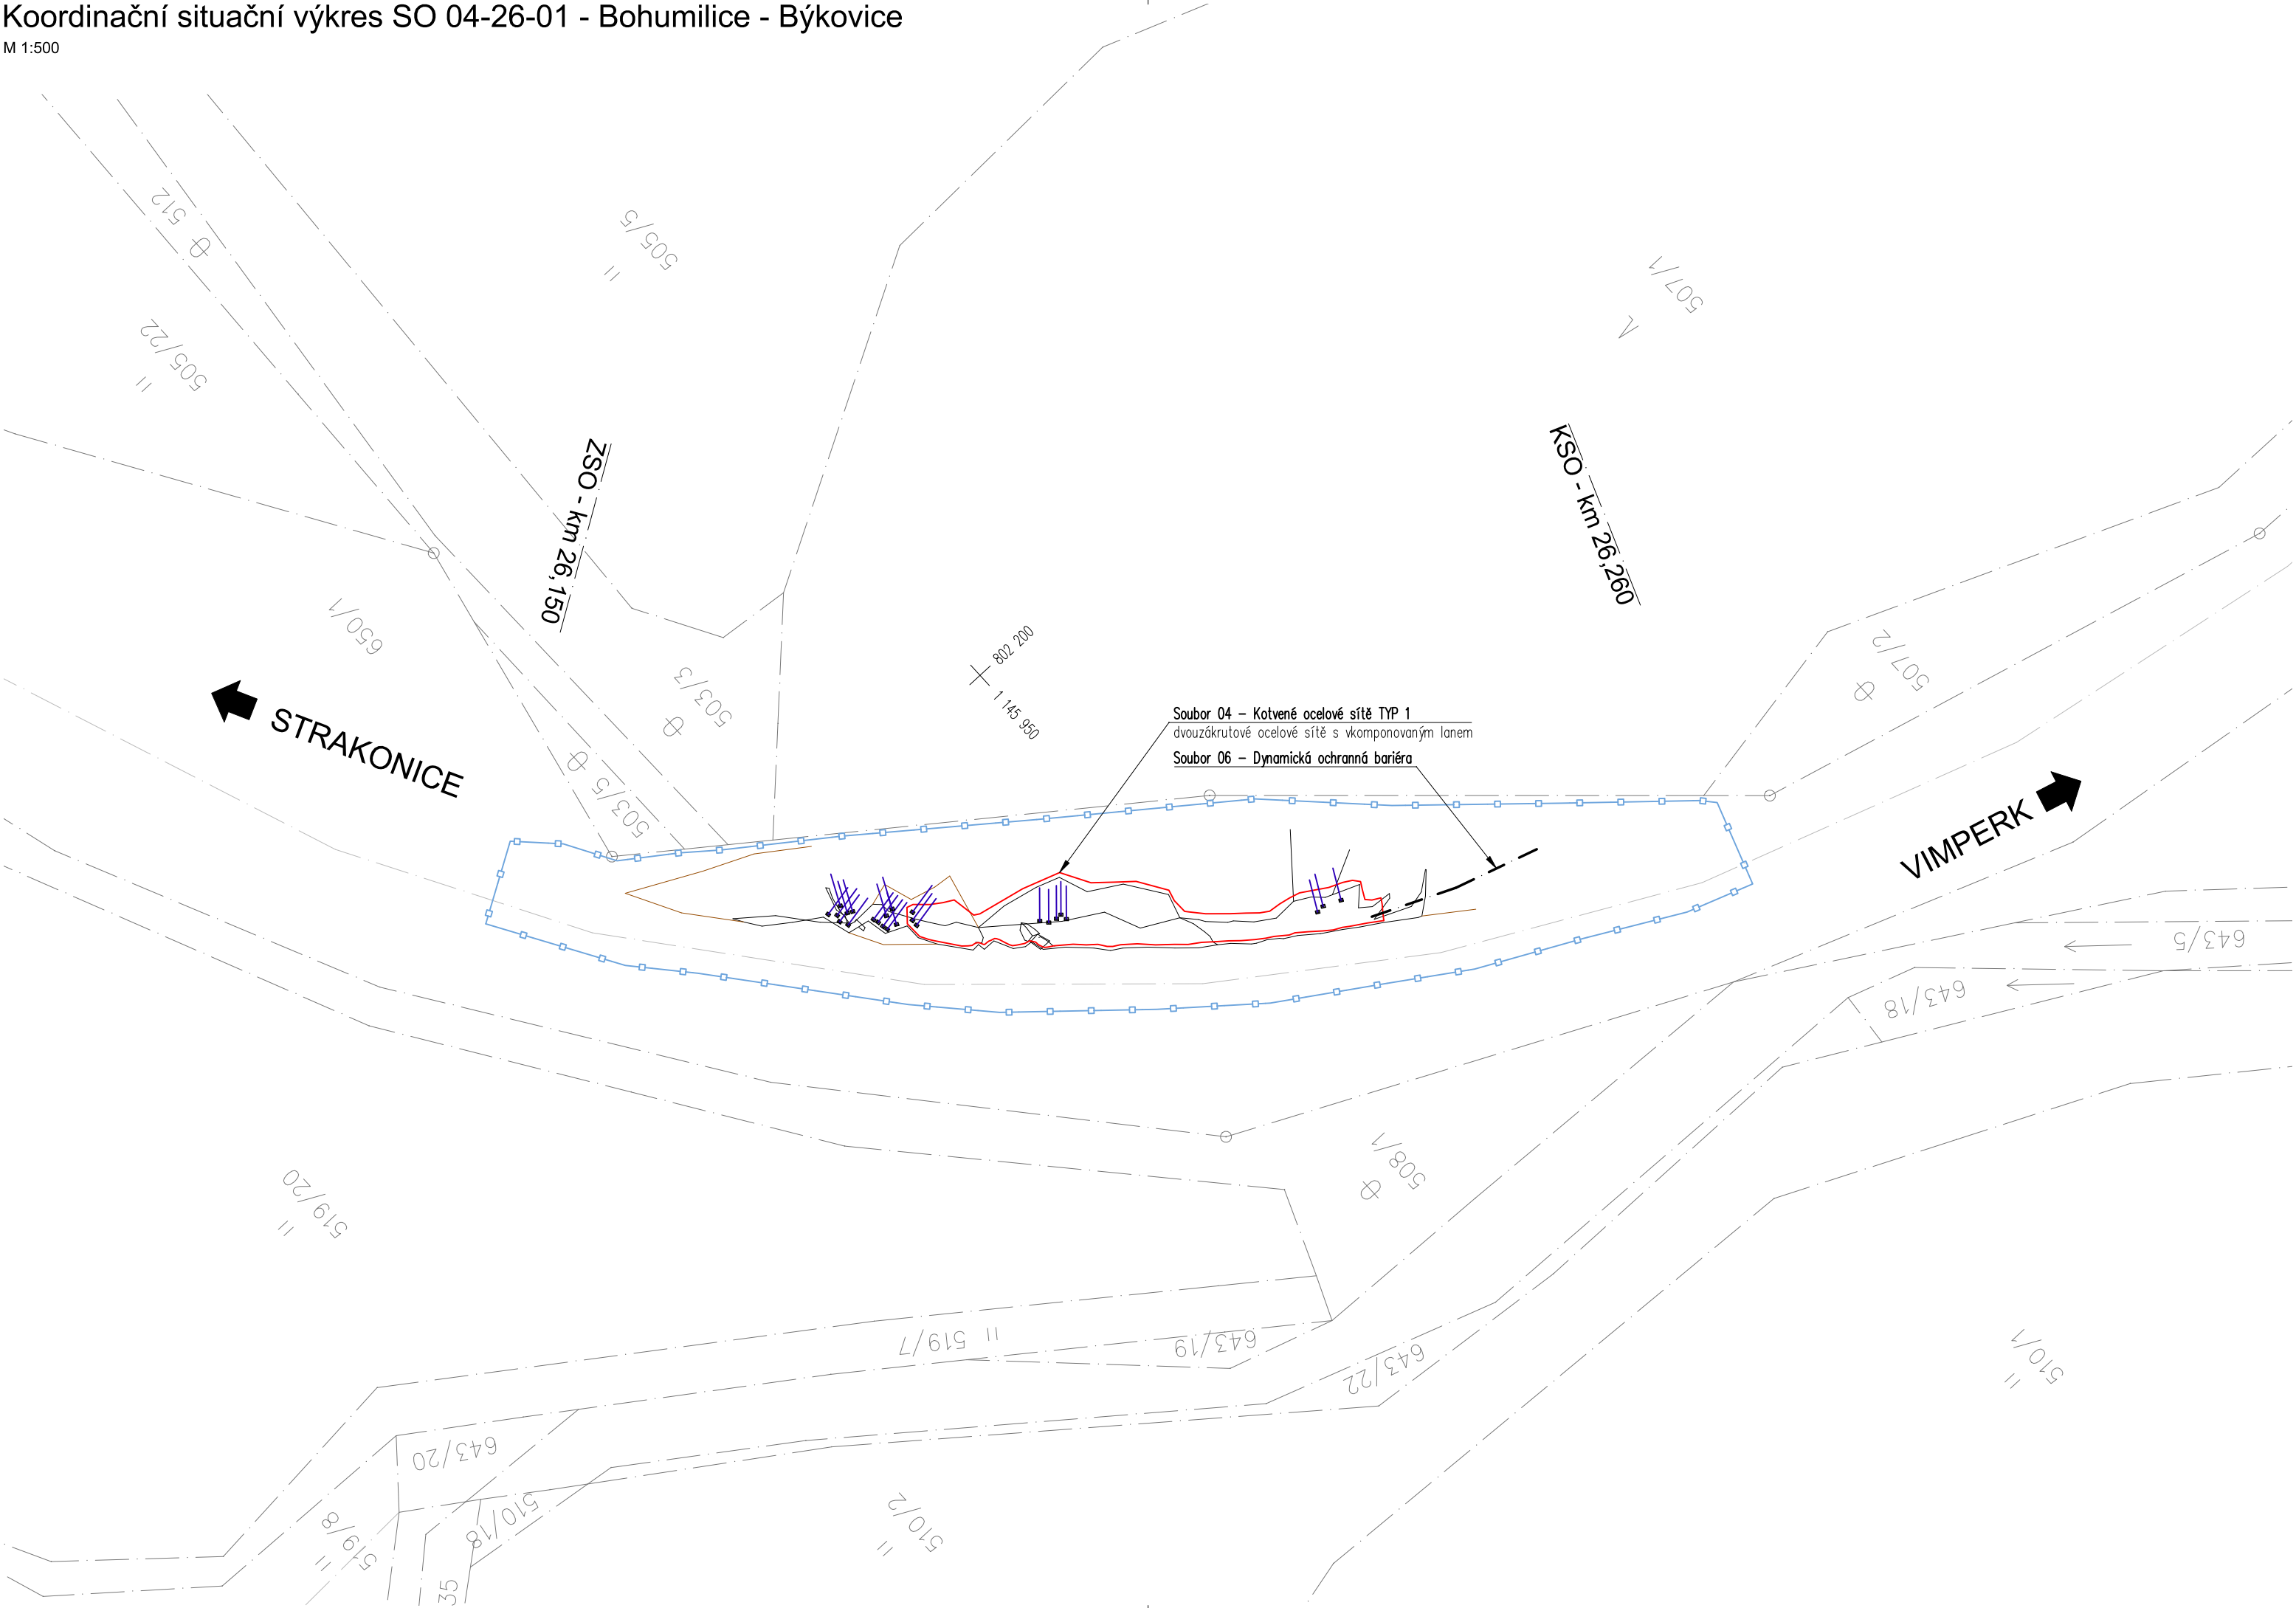 Koordinační situační výkres SO 04-26-01 - Bohumilice - Býkovice
M 1:500
512
505/5
505/22
507/1
ZSO - km 26,150
KSO - km 26,260
650/1
503/3
503/5
507/2
802 200
1 145 950
STRAKONICE
VIMPERK
Soubor 04 – Kotvené ocelové sítě TYP 1
dvouzákrutové ocelové sítě s vkomponovaným lanem
Soubor 06 – Dynamická ochranná bariéra
643/5
643/18
508/1
519/20
519/7
643/19
643/22
510/1
643/20
510/18
519/8
510/2
35